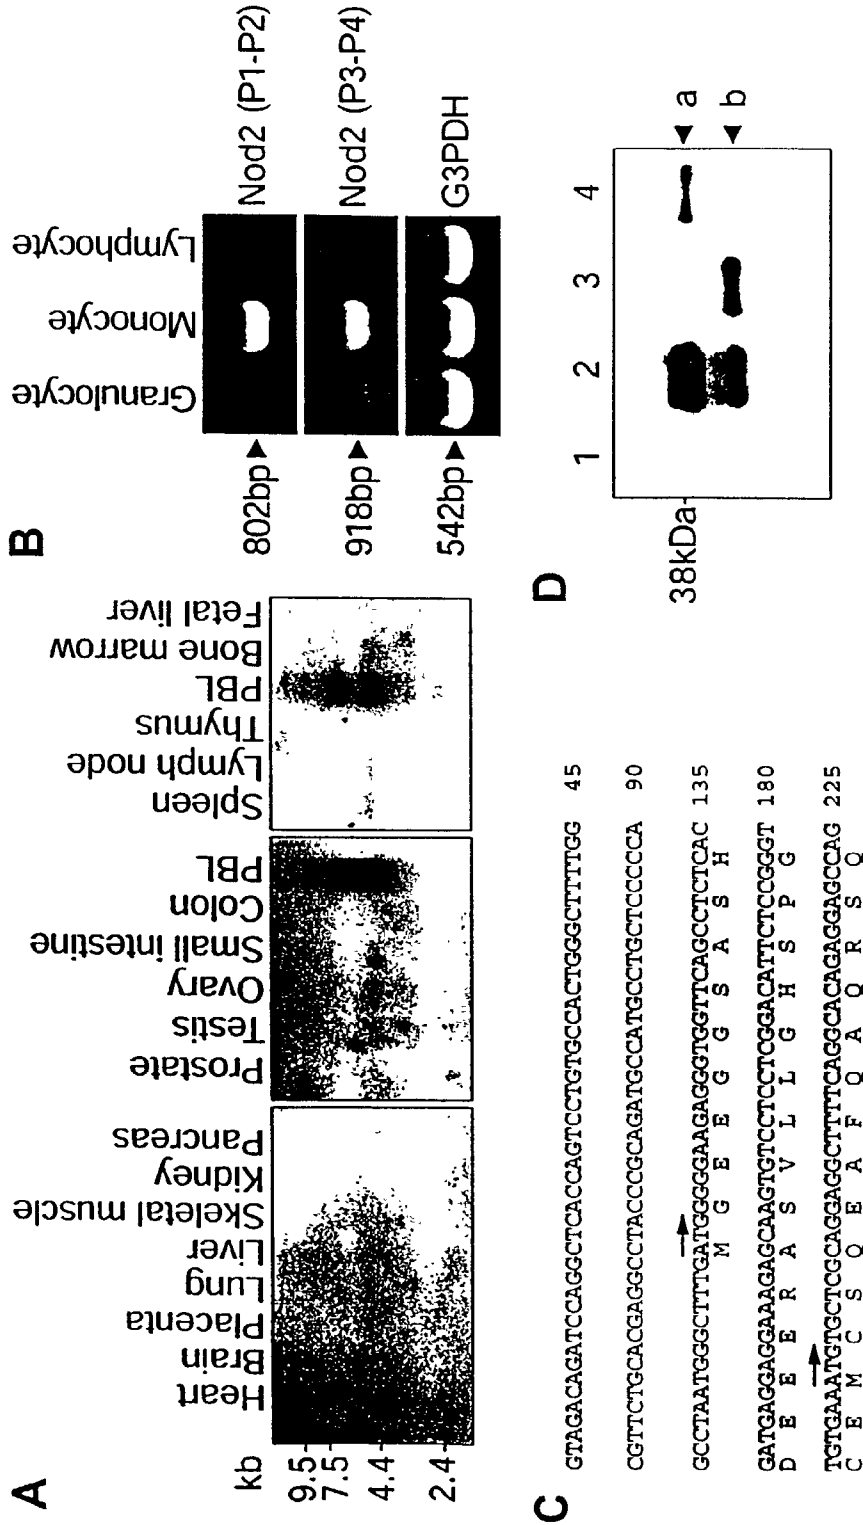 A
kb
9.5
7.5
4.4
2.4
Heart
Brain
Placenta
Lung
Liver
Skeletal muscle
Kidney
Pancreas
Prostate
Testis
Ovary
Small intestine
Colon
PBL
Spleen
Lymph node
Thymus
PBL
Bone marrow
Fetal liver
B
Granulocyte
Monocyte
Lymphocyte
802bp Nod2 (P1-P2)
918bp Nod2 (P3-P4)
542bp G3PDH
C
GTAGACAGATCCAGGCTCACCAGTCCTGTGCCACTGGGCTTTTGG 45
CGTTCTGCACGAGGCCTACCCGCAGATGCCATGCCTGCTCCCCCA 90
GCCTAATGGGCTTTGATGGGGGAAGAGGGTGGTTCAGCCTCTCAC 135
M G E E G G S A S H
GATGAGGAGGAAAGAGCAAGTGTCCTCCTCGGACATTCTCCGGGT 180
D E E E R A S V L L G H S P G
TGTGAAATGTGCTCGCAGGAGGCTTTTCAGGCACAGAGGAGCCAG 225
C E M C S Q E A F Q A Q R S Q
D
1 2 3 4
38kDa-
a
b